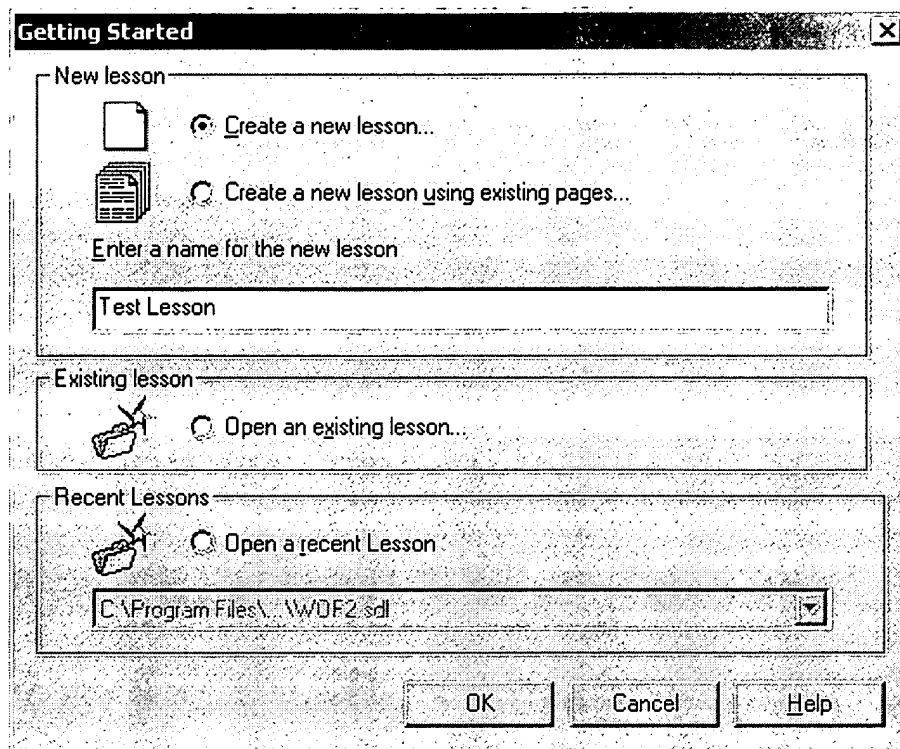 Getting Started
New lesson
Create a new lesson...
Create a new lesson using existing pages...
Enter a name for the new lesson
Test Lesson
Existing lesson
Open an existing lesson...
Recent Lessons
Open a recent Lesson
C:\Program Files\...\WOF2.sdl
OK Cancel Help